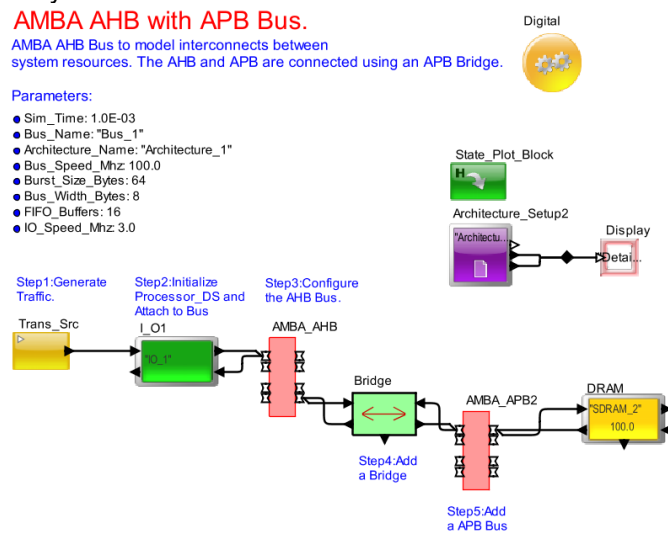 AMBA AHB with APB Bus.
AMBA AHB Bus to model interconnects between
system resources. The AHB and APB are connected using an APB Bridge.
Digital
Parameters:
Sim_Time: 1.0E-03
Bus_Name: "Bus_1"
Architecture_Name: "Architecture_1"
Bus_Speed_Mhz: 100.0
Burst_Size_Bytes: 64
Bus_Width_Bytes: 8
FIFO_Buffers: 16
IO_Speed_Mhz: 3.0
State_Plot_Block
H
Architecture_Setup2
"Architectu...
Display
Detai...
Step1:Generate
Traffic.
Step2:Initialize
Processor_DS and
Attach to Bus
Step3:Configure
the AHB Bus.
Trans_Src
I_O1
"IO_1"
AMBA_AHB
Bridge
AMBA_APB2
DRAM
"SDRAM_2"
100.0
Step4:Add
a Bridge
Step5:Add
a APB Bus